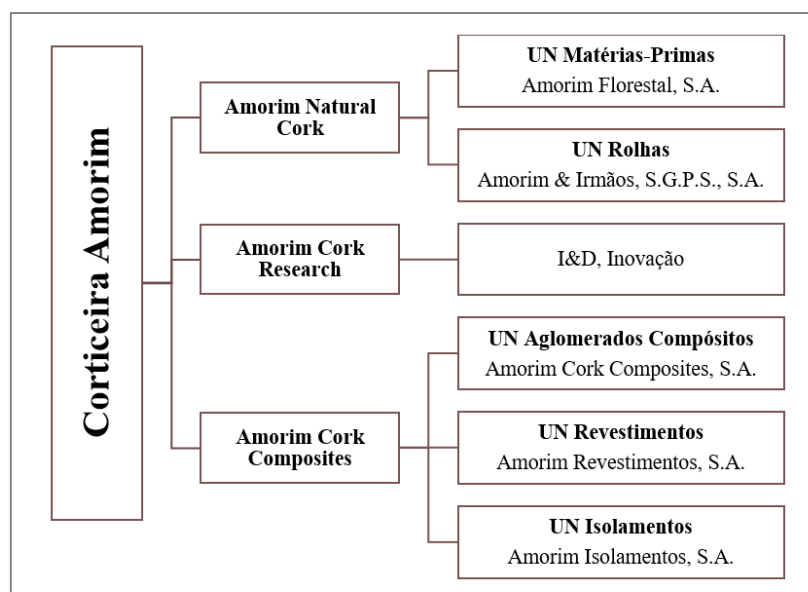 Corticeira Amorim
Amorim Natural
Cork
UN Matérias-Primas
Amorim Florestal, S.A.
UN Rolhas
Amorim & Irmãos, S.G.P.S., S.A.
Amorim Cork
Research
I&D, Inovação
Amorim Cork
Composites
UN Aglomerados Compósitos
Amorim Cork Composites, S.A.
UN Revestimentos
Amorim Revestimentos, S.A.
UN Isolamentos
Amorim Isolamentos, S.A.